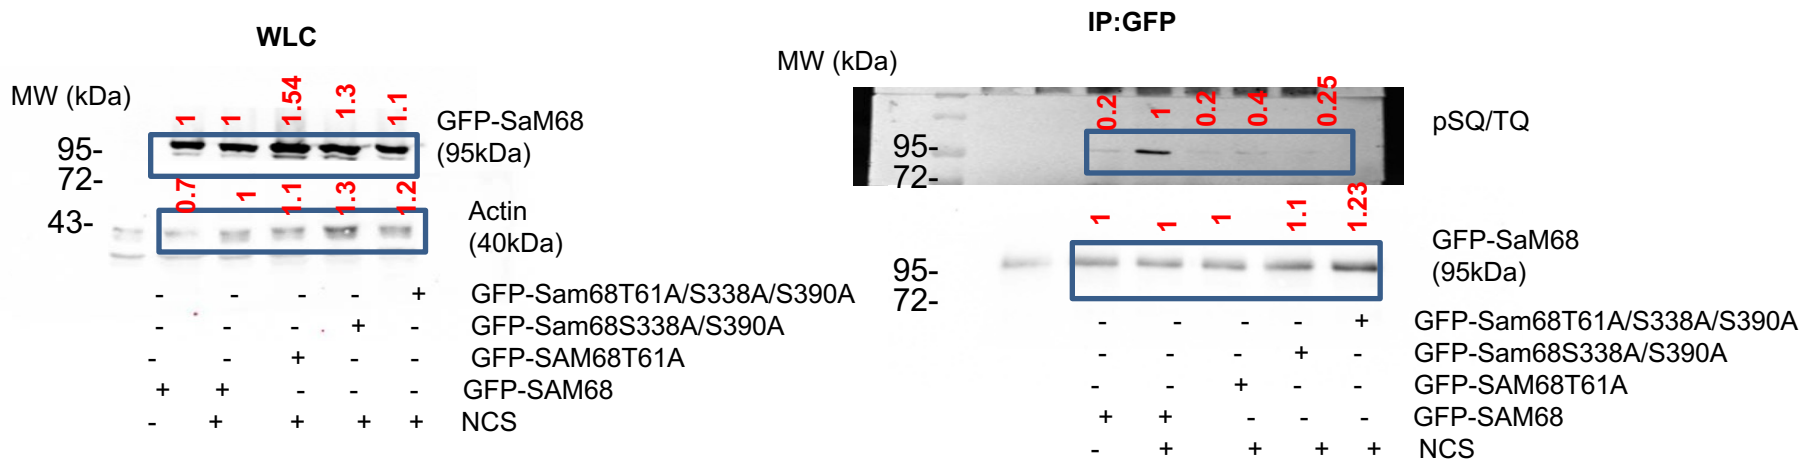 WLC
MW (kDa)
1 1 1.54 1.3 1.1
GFP-SaM68
(95kDa)
95-
72-
0.7 1 1.1 1.3 1.2
43-
Actin
(40kDa)
- - - - + GFP-Sam68T61A/S338A/S390A
- - - + - GFP-Sam68S338A/S390A
- - + - - GFP-SAM68T61A
+ + - - - GFP-SAM68
- + + + + NCS
IP:GFP
MW (kDa)
0.2 1 0.2 0.4 0.25
pSQ/TQ
95-
72-
1 1 1 1.1 1.23
GFP-SaM68
(95kDa)
95-
72-
- - - - + GFP-Sam68T61A/S338A/S390A
- - - + - GFP-Sam68S338A/S390A
- - + - - GFP-SAM68T61A
+ + - - - GFP-SAM68
- + + + + NCS